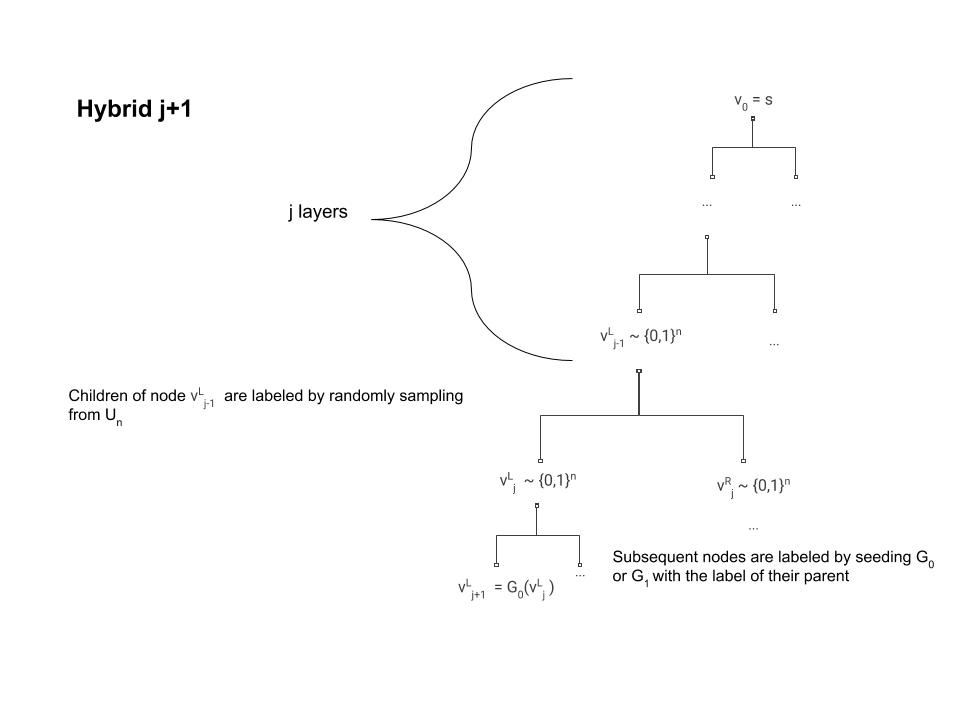 Hybrid j+1
v₀ = s
... ...
j layers
vᴸⱼ₋₁ ~ {0,1}ⁿ
...
Children of node vᴸⱼ₋₁ are labeled by randomly sampling
from Uₙ
vᴸⱼ ~ {0,1}ⁿ
vᴿⱼ ~ {0,1}ⁿ
...
Subsequent nodes are labeled by seeding G₀
or G₁ with the label of their parent
...
vᴸⱼ₊₁ = G₀(vᴸⱼ )